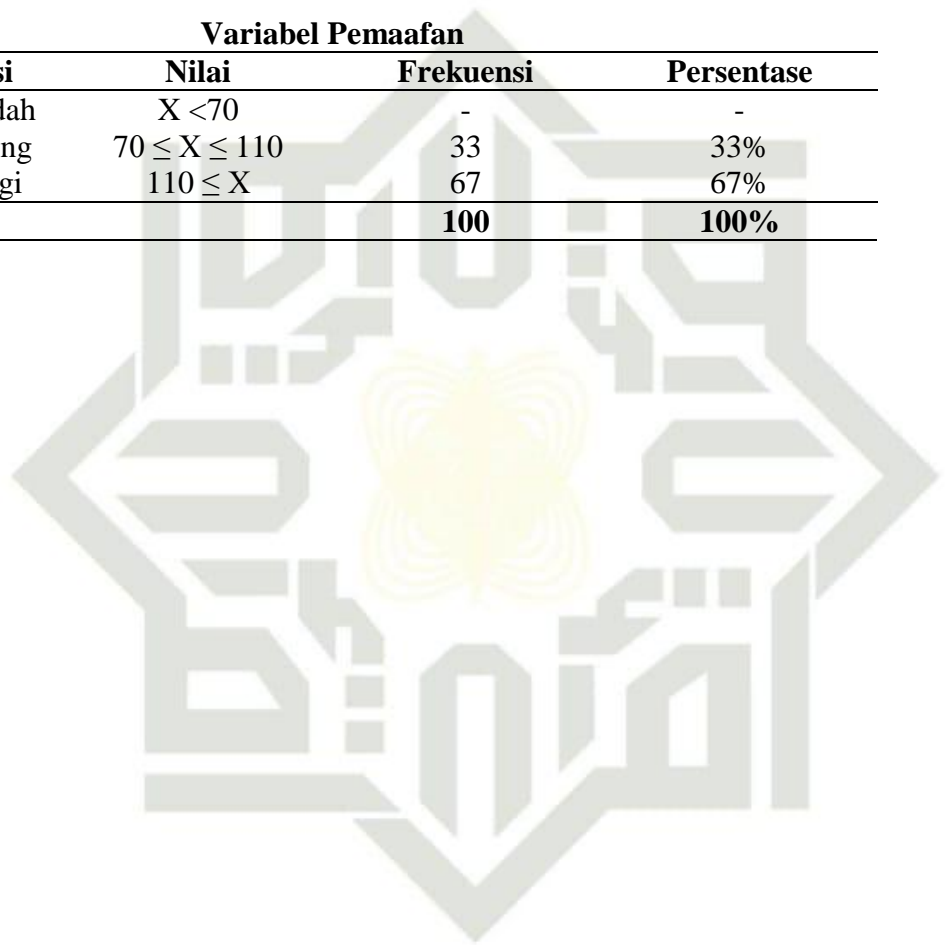 Variabel Pemaafan
si Nilai Frekuensi Persentase
dah X <70 - -
ng 70 ≤ X ≤ 110 33 33%
gi 110 ≤ X 67 67%
100 100%